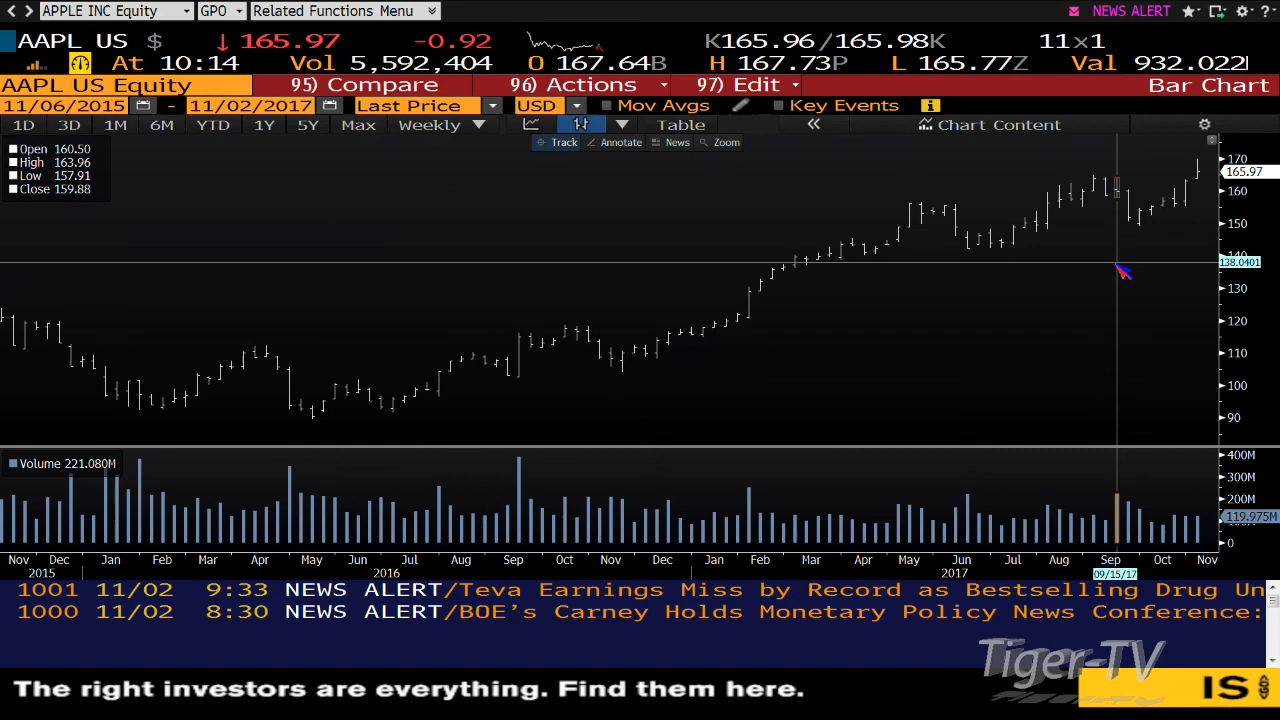 APPLE INC Equity GPO Related Functions Menu NEWS ALERT ?
AAPL US $ ↓ 165.97 -0.92 K165.96/165.98K 11x1
At 10:14 Vol 5,592,404 O 167.64B H 167.73P L 165.77Z Val 932.022
AAPL US Equity 95) Compare 96) Actions 97) Edit Bar Chart
11/06/2015 - 11/02/2017 Last Price USD Mov Avgs Key Events i
1D 3D 1M 6M YTD 1Y 5Y Max Weekly Table « Chart Content
Track Annotate News Zoom
Open 160.50
High 163.96
Low 157.91
Close 159.88
170
165.97
160
150
140
138.0401
130
120
110
100
90
Volume 221.080M
400M
300M
200M
119.975M
100M
0
Nov Dec Jan Feb Mar Apr May Jun Jul Aug Sep Oct Nov Dec Jan Feb Mar Apr May Jun Jul Aug Sep Oct Nov
2015 2016 2017 09/15/17
1001 11/02 9:33 NEWS ALERT/Teva Earnings Miss by Record as Bestselling Drug Un
1000 11/02 8:30 NEWS ALERT/BOE's Carney Holds Monetary Policy News Conference:
Tiger-TV
The right investors are everything. Find them here.
IS